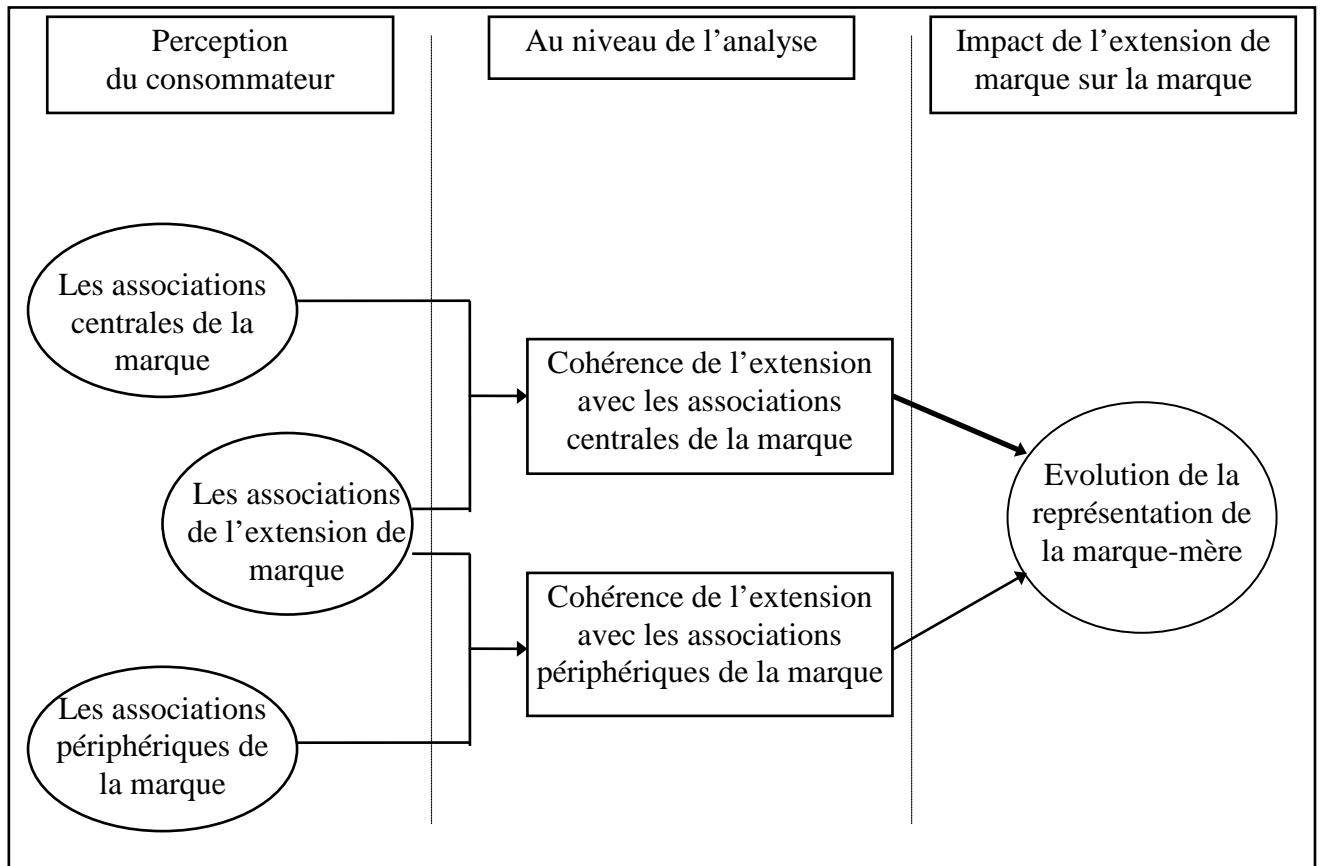 Perception
du consommateur
Au niveau de l’analyse
Impact de l’extension de
marque sur la marque
Les associations
centrales de la
marque
Les associations
de l’extension de
marque
Les associations
périphériques de
la marque
Cohérence de l’extension
avec les associations
centrales de la marque
Cohérence de l’extension
avec les associations
périphériques de la marque
Evolution de la
représentation de
la marque-mère